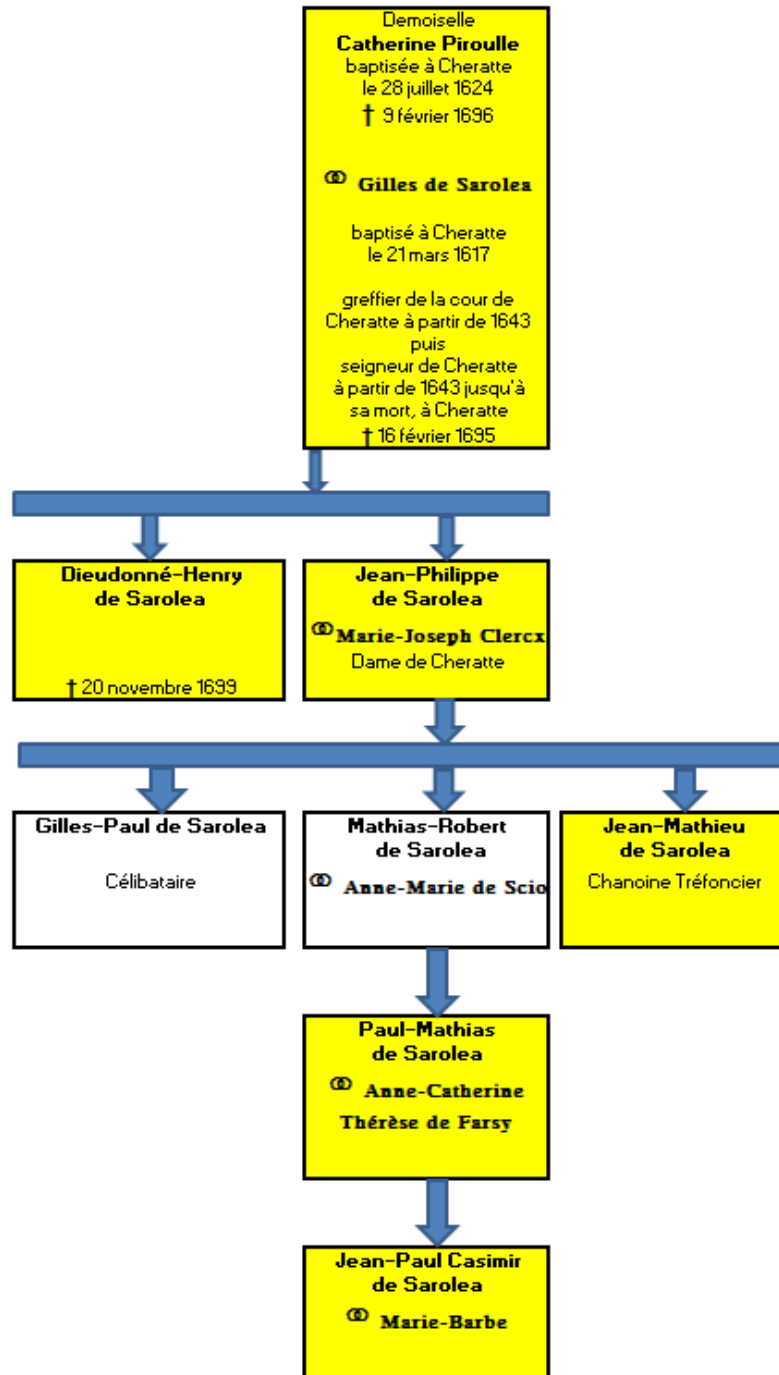 Demoiselle
Catherine Piroulle
baptisée à Cheratte
le 28 juillet 1624
† 9 février 1696
⚭ Gilles de Sarolea
baptisé à Cheratte
le 21 mars 1617
greffier de la cour de
Cheratte à partir de 1643
puis
seigneur de Cheratte
à partir de 1643 jusqu'à
sa mort, à Cheratte
† 16 février 1695
Dieudonné-Henry
de Sarolea
† 20 novembre 1699
Jean-Philippe
de Sarolea
⚭ Marie-Joseph Clercx
Dame de Cheratte
Gilles-Paul de Sarolea
Célibataire
Mathias-Robert
de Sarolea
⚭ Anne-Marie de Scio
Jean-Mathieu
de Sarolea
Chanoine Tréfoncier
Paul-Mathias
de Sarolea
⚭ Anne-Catherine
Thérèse de Farsy
Jean-Paul Casimir
de Sarolea
⚭ Marie-Barbe